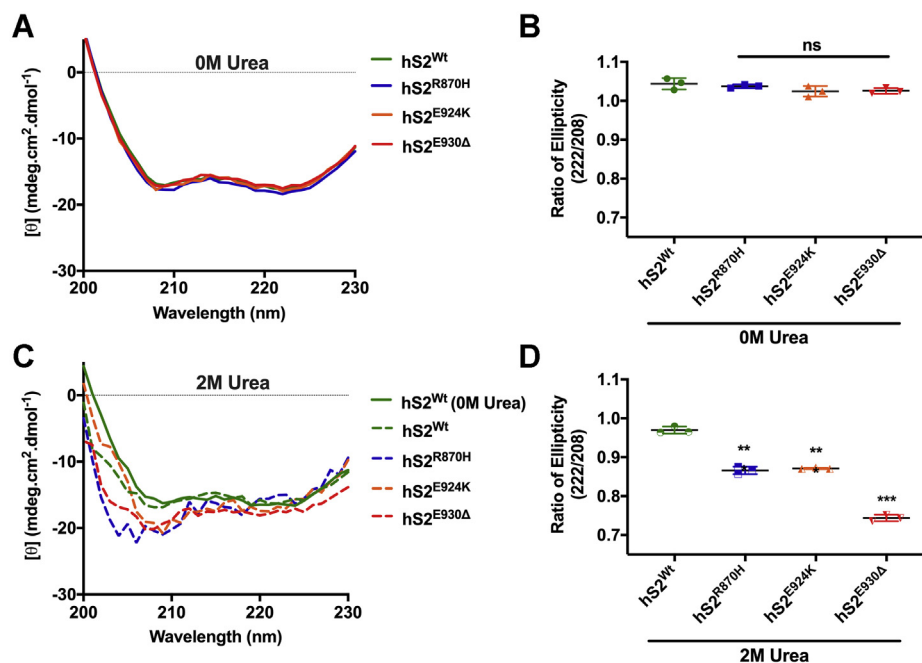 A
0M Urea
0
-10
-20
-30
200
210
220
230
[θ] (mdeg.cm².dmol⁻¹)
Wavelength (nm)
hS2ᵂᵗ
hS2ᴿ⁸⁷⁰ᴴ
hS2ᴱ⁹²⁴ᴷ
hS2ᴱ⁹³⁰Δ
B
ns
1.1
1.0
0.9
0.8
0.7
Ratio of Ellipticity
(222/208)
hS2ᵂᵗ
hS2ᴿ⁸⁷⁰ᴴ
hS2ᴱ⁹²⁴ᴷ
hS2ᴱ⁹³⁰Δ
0M Urea
C
2M Urea
0
-10
-20
-30
200
210
220
230
[θ] (mdeg.cm².dmol⁻¹)
Wavelength (nm)
hS2ᵂᵗ (0M Urea)
hS2ᵂᵗ
hS2ᴿ⁸⁷⁰ᴴ
hS2ᴱ⁹²⁴ᴷ
hS2ᴱ⁹³⁰Δ
D
1.1
1.0
0.9
0.8
0.7
Ratio of Ellipticity
(222/208)
**
**
***
hS2ᵂᵗ
hS2ᴿ⁸⁷⁰ᴴ
hS2ᴱ⁹²⁴ᴷ
hS2ᴱ⁹³⁰Δ
2M Urea